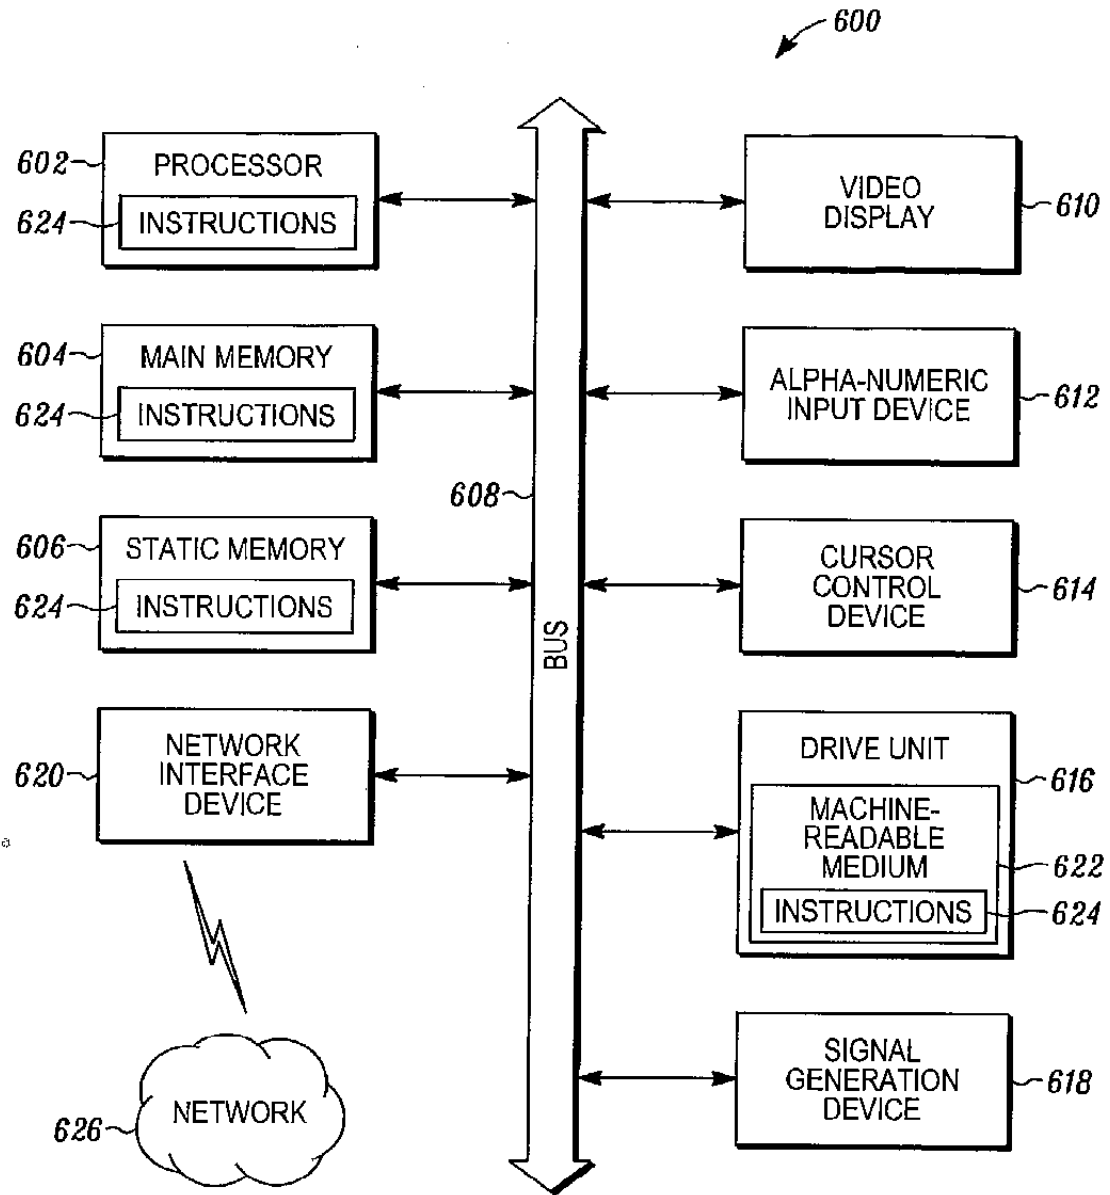 600
602
PROCESSOR
624
INSTRUCTIONS
604
MAIN MEMORY
624
INSTRUCTIONS
606
STATIC MEMORY
624
INSTRUCTIONS
620
NETWORK
INTERFACE
DEVICE
626
NETWORK
608
BUS
VIDEO
DISPLAY
610
ALPHA-NUMERIC
INPUT DEVICE
612
CURSOR
CONTROL
DEVICE
614
DRIVE UNIT
616
MACHINE-
READABLE
MEDIUM
622
INSTRUCTIONS
624
SIGNAL
GENERATION
DEVICE
618